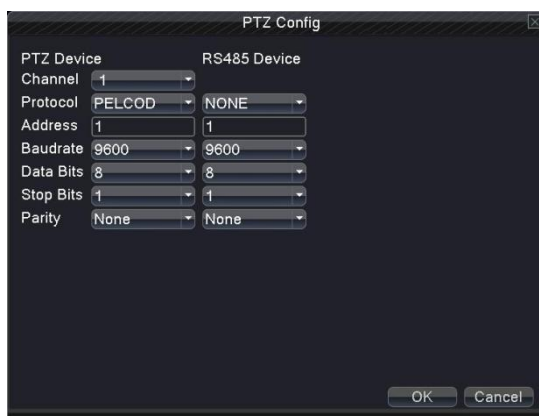 PTZ Config
PTZ Device RS485 Device
Channel 1
Protocol PELCOD NONE
Address 1 1
Baudrate 9600 9600
Data Bits 8 8
Stop Bits 1 1
Parity None None
OK Cancel